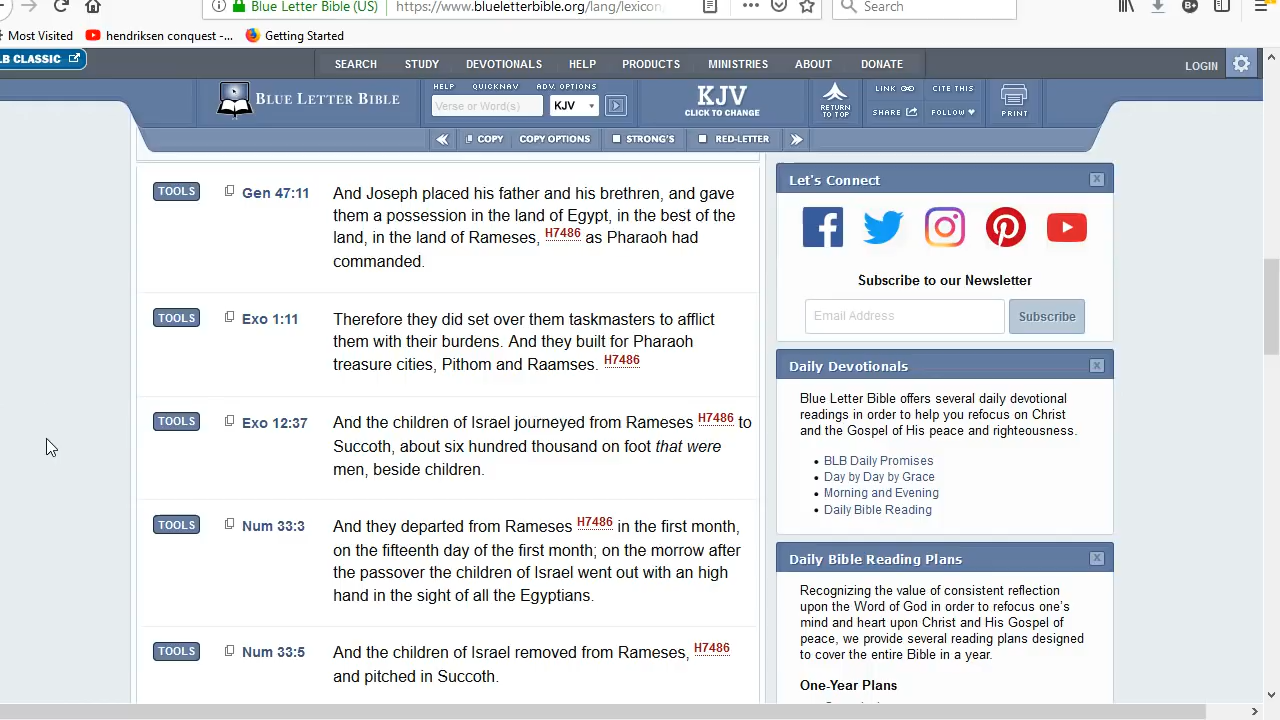 Blue Letter Bible (US)
https://www.blueletterbible.org/lang/lexicon
Search
Most Visited
hendriksen conquest -...
Getting Started
LB CLASSIC
SEARCH STUDY DEVOTIONALS HELP PRODUCTS MINISTRIES ABOUT DONATE
LOGIN
BLUE LETTER BIBLE
HELP QUICKNAV ADV. OPTIONS
Verse or Word(s) KJV
KJV
CLICK TO CHANGE
RETURN
TO TOP
LINK CITE THIS
SHARE FOLLOW
PRINT
COPY COPY OPTIONS STRONG'S RED-LETTER
TOOLS Gen 47:11 And Joseph placed his father and his brethren, and gave
them a possession in the land of Egypt, in the best of the
land, in the land of Rameses, H7486 as Pharaoh had
commanded.
TOOLS Exo 1:11 Therefore they did set over them taskmasters to afflict
them with their burdens. And they built for Pharaoh
treasure cities, Pithom and Raamses. H7486
TOOLS Exo 12:37 And the children of Israel journeyed from Rameses H7486 to
Succoth, about six hundred thousand on foot that were
men, beside children.
TOOLS Num 33:3 And they departed from Rameses H7486 in the first month,
on the fifteenth day of the first month; on the morrow after
the passover the children of Israel went out with an high
hand in the sight of all the Egyptians.
TOOLS Num 33:5 And the children of Israel removed from Rameses, H7486
and pitched in Succoth.
Let's Connect
Subscribe to our Newsletter
Email Address Subscribe
Daily Devotionals
Blue Letter Bible offers several daily devotional
readings in order to help you refocus on Christ
and the Gospel of His peace and righteousness.
• BLB Daily Promises
• Day by Day by Grace
• Morning and Evening
• Daily Bible Reading
Daily Bible Reading Plans
Recognizing the value of consistent reflection
upon the Word of God in order to refocus one's
mind and heart upon Christ and His Gospel of
peace, we provide several reading plans designed
to cover the entire Bible in a year.
One-Year Plans